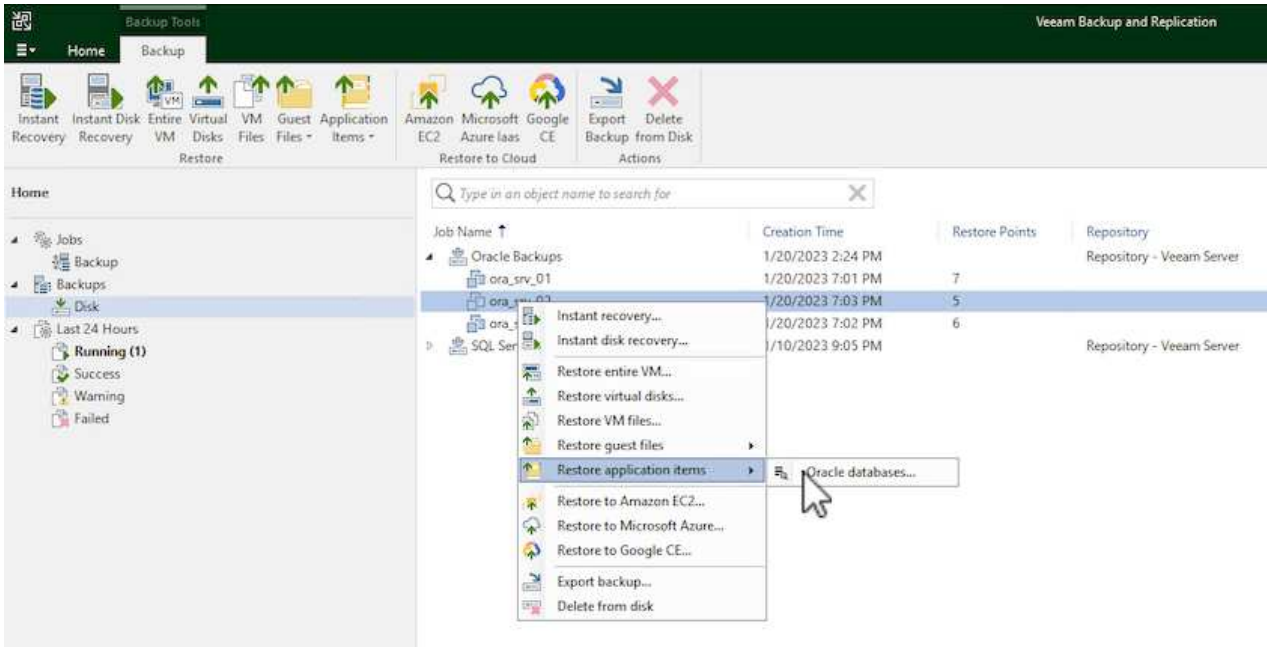 Backup Tools
Veeam Backup and Replication
Home Backup
Instant Recovery
Instant Disk Recovery
Entire VM
Virtual Disks
VM Files
Guest Files
Application Items
Amazon EC2
Microsoft Azure Iaas
Google CE
Export Backup
Delete from Disk
Restore
Restore to Cloud
Actions
Home
Type in an object name to search for
Jobs
Backup
Backups
Disk
Last 24 Hours
Running (1)
Success
Warning
Failed
Job Name Creation Time Restore Points Repository
Oracle Backups 1/20/2023 2:24 PM Repository - Veeam Server
ora_srv_01 1/20/2023 7:01 PM 7
ora_srv_02 1/20/2023 7:03 PM 5
1/20/2023 7:02 PM 6
SQL Ser 1/10/2023 9:05 PM Repository - Veeam Server
Instant recovery...
Instant disk recovery...
Restore entire VM...
Restore virtual disks...
Restore VM files...
Restore guest files
Restore application items
Oracle databases...
Restore to Amazon EC2...
Restore to Microsoft Azure...
Restore to Google CE...
Export backup...
Delete from disk